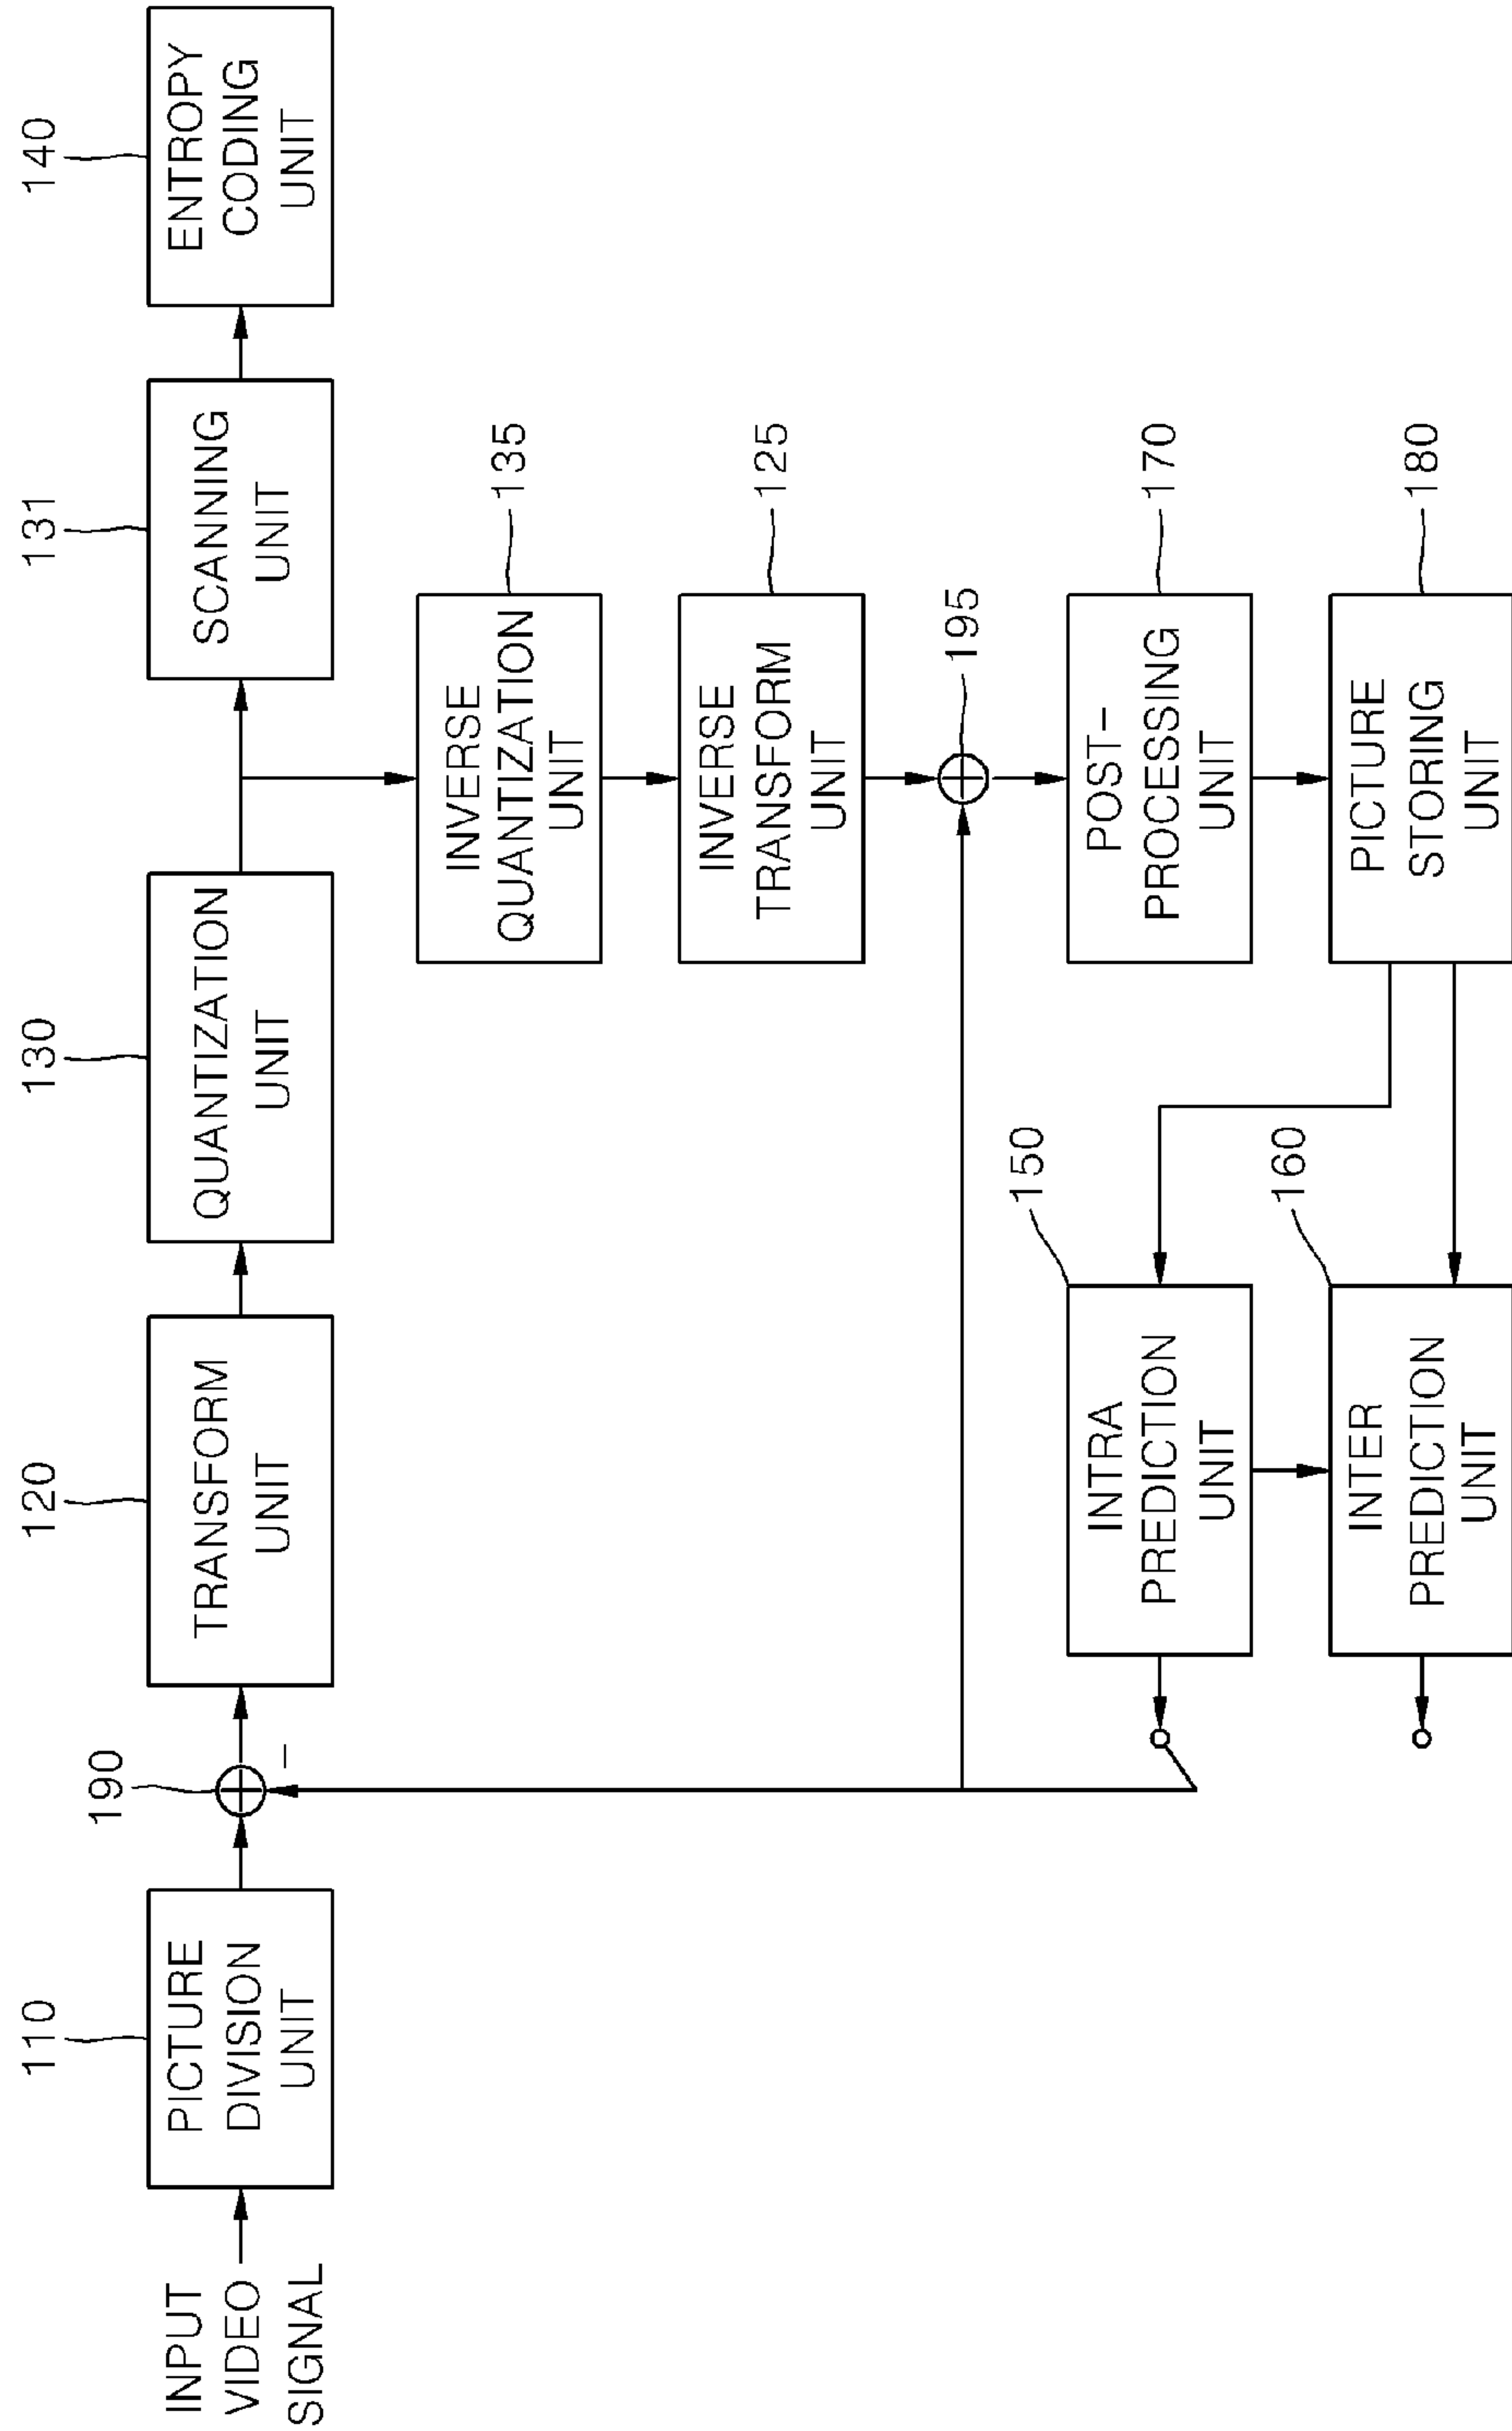 110
190
120
130
131
140
INPUT
VIDEO
SIGNAL
PICTURE
DIVISION
UNIT
−
TRANSFORM
UNIT
QUANTIZATION
UNIT
SCANNING
UNIT
ENTROPY
CODING
UNIT
INVERSE
QUANTIZATION
UNIT
135
INVERSE
TRANSFORM
UNIT
125
195
150
INTRA
PREDICTION
UNIT
POST-
PROCESSING
UNIT
170
160
INTER
PREDICTION
UNIT
PICTURE
STORING
UNIT
180